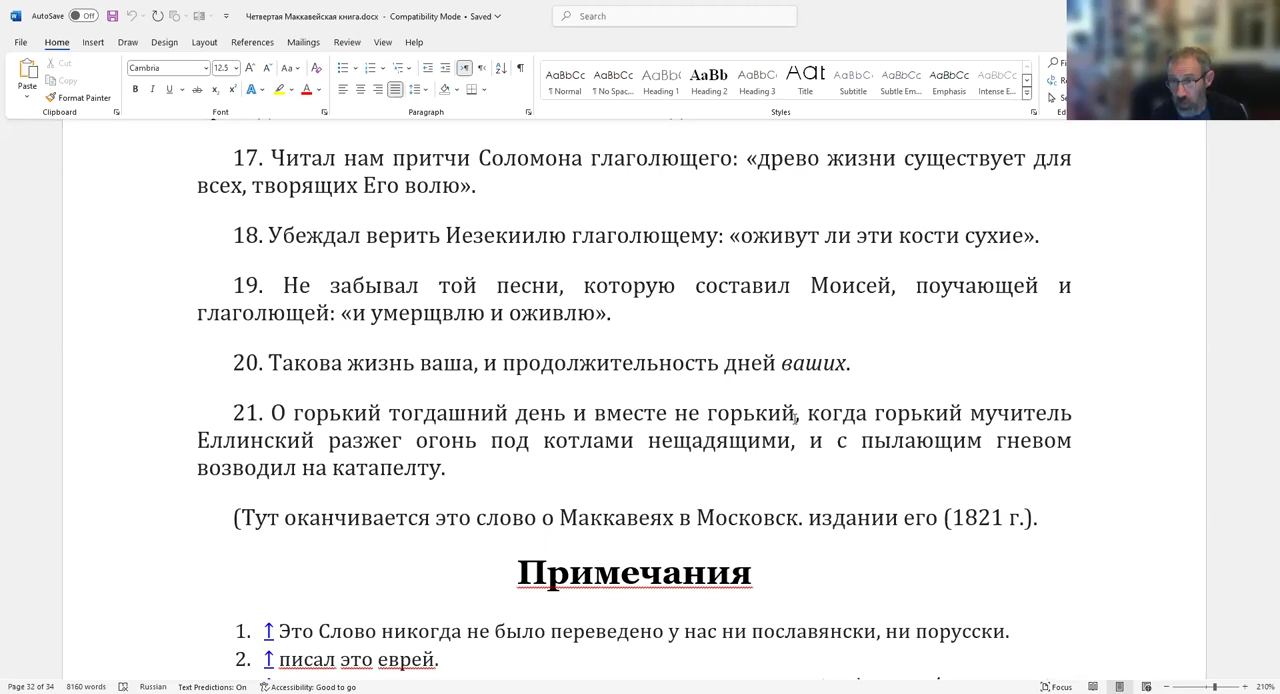 AutoSave Off Четвертая Маккавейская книга.docx - Compatibility Mode • Saved Search
File Home Insert Draw Design Layout References Mailings Review View Help
Paste Cut Copy Format Painter Cambria 12.5 AaBbCc AaBbCc AaBbC AaBb AaBbC AaBbCc AaBbCc AaBbCc AaBbCc
¶ Normal ¶ No Spac... Heading 1 Heading 2 Heading 3 Title Subtitle Subtle Em... Emphasis Intense E...
Clipboard Font Paragraph Styles
17. Читал нам притчи Соломона глаголющего: «древо жизни существует для
всех, творящих Его волю».
18. Убеждал верить Иезекиилю глаголющему: «оживут ли эти кости сухие».
19. Не забывал той песни, которую составил Моисей, поучающей и
глаголющей: «и умерщвлю и оживлю».
20. Такова жизнь ваша, и продолжительность дней ваших.
21. О горький тогдашний день и вместе не горький, когда горький мучитель
Еллинский разжег огонь под котлами нещадящими, и с пылающим гневом
возводил на катапелту.
(Тут оканчивается это слово о Маккавеях в Московск. издании его (1821 г.).
Примечания
1. ↑ Это Слово никогда не было переведено у нас ни пославянски, ни порусски.
2. ↑ писал это еврей.
Page 32 of 34 8160 words Russian Text Predictions: On Accessibility: Good to go Focus 210%